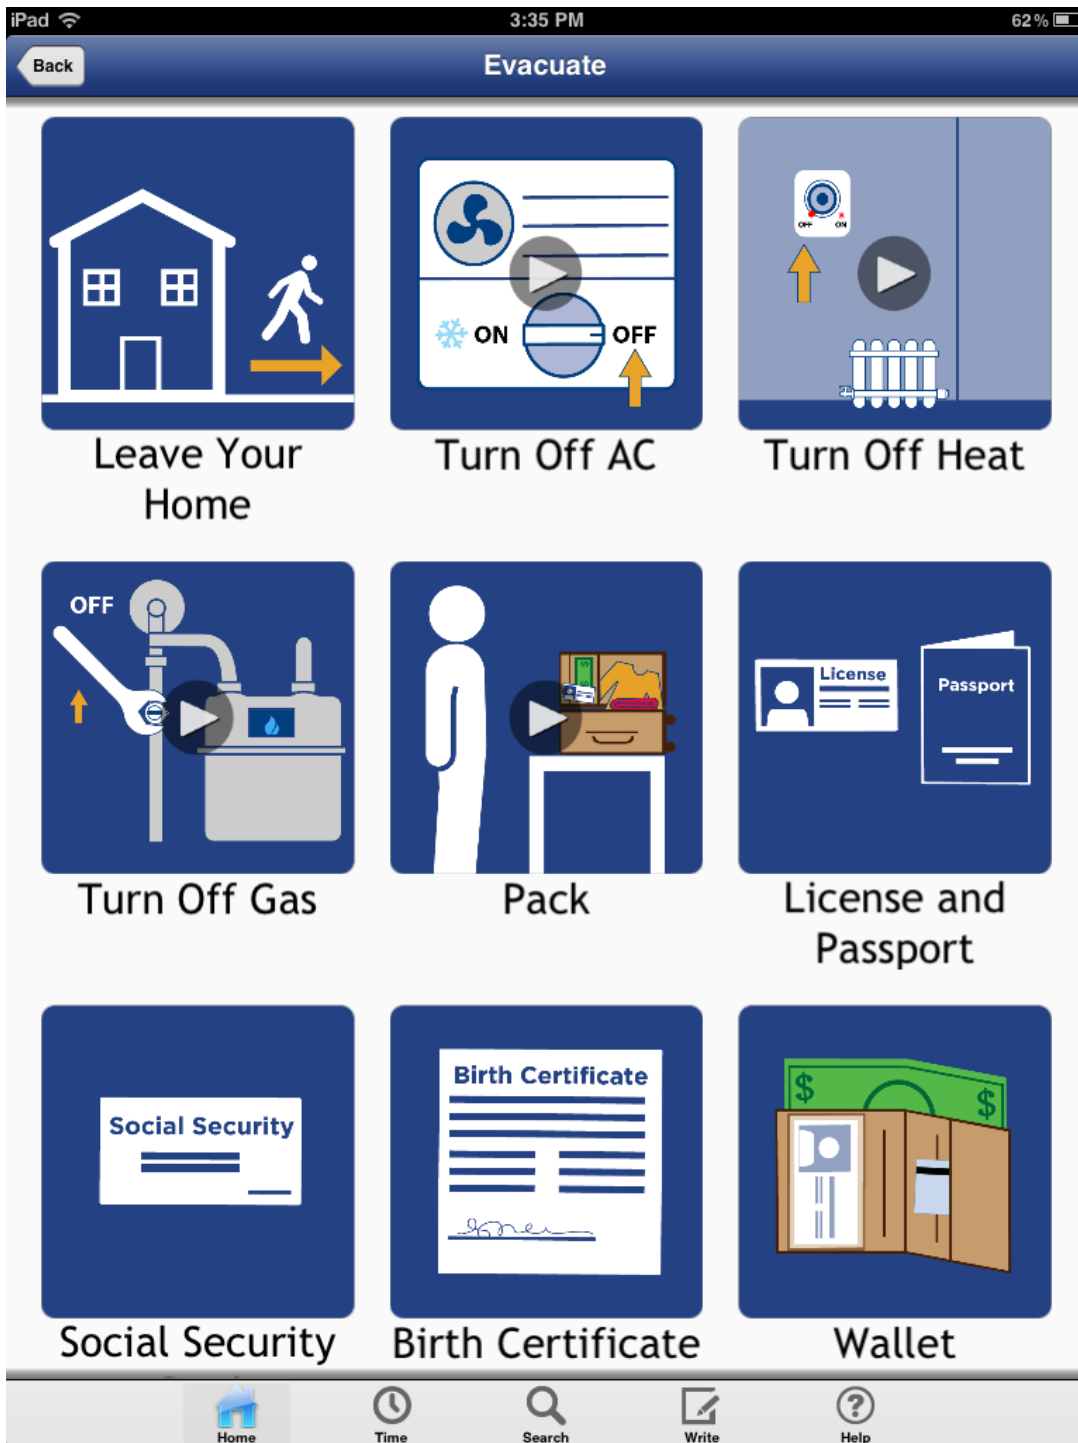 iPad 3:35 PM 62%
Back Evacuate
ON OFF
OFF ON
Leave Your
Home
Turn Off AC
Turn Off Heat
OFF
License
Passport
Turn Off Gas
Pack
License and
Passport
Social Security
Birth Certificate
$ $
Social Security
Birth Certificate
Wallet
Home Time Search Write Help